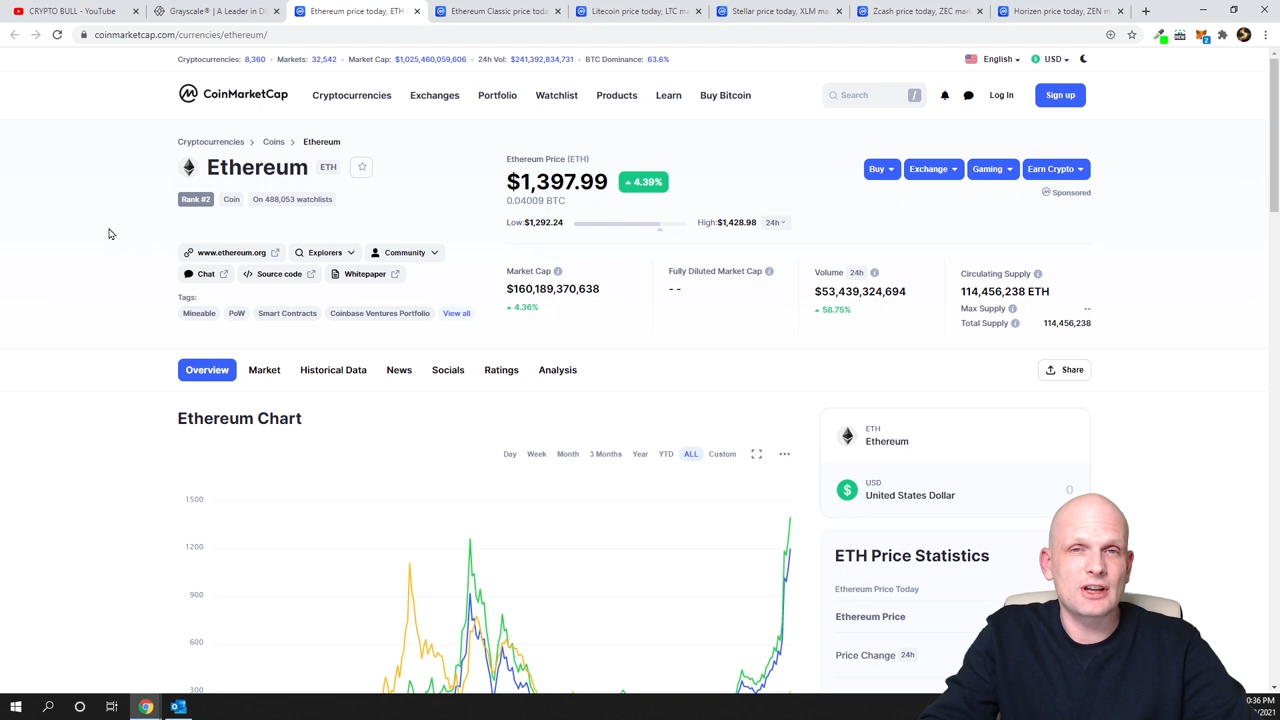 CRYPTO BULL - YouTube
Grayscale® | A Leader in Di
Ethereum price today, ETH
Ethereum Classic price today
Litecoin price today, LTC ma
Stellar price today, XLM ma
Zcash price today, ZEC mark
Horizen price today, ZEN m
coinmarketcap.com/currencies/ethereum/
Cryptocurrencies: 8,360 · Markets: 32,542 · Market Cap: $1,025,460,059,606 · 24h Vol: $241,392,834,731 · BTC Dominance: 63.6%
English
USD
CoinMarketCap
Cryptocurrencies
Exchanges
Portfolio
Watchlist
Products
Learn
Buy Bitcoin
Search /
Log In
Sign up
Cryptocurrencies > Coins > Ethereum
Ethereum ETH
Rank #2
Coin
On 488,053 watchlists
www.ethereum.org
Explorers
Community
Chat
Source code
Whitepaper
Tags:
Mineable
PoW
Smart Contracts
Coinbase Ventures Portfolio
View all
Ethereum Price (ETH)
$1,397.99 4.39%
0.04009 BTC
Low:$1,292.24
High:$1,428.98
24h
Buy
Exchange
Gaming
Earn Crypto
Sponsored
Market Cap
$160,189,370,638
4.36%
Fully Diluted Market Cap
- -
Volume 24h
$53,439,324,694
58.75%
Circulating Supply
114,456,238 ETH
Max Supply --
Total Supply 114,456,238
Overview
Market
Historical Data
News
Socials
Ratings
Analysis
Share
Ethereum Chart
Day
Week
Month
3 Months
Year
YTD
ALL
Custom
1500
1200
900
600
300
ETH
Ethereum
USD
United States Dollar
0
ETH Price Statistics
Ethereum Price Today
Ethereum Price
Price Change 24h
0:36 PM
/2021